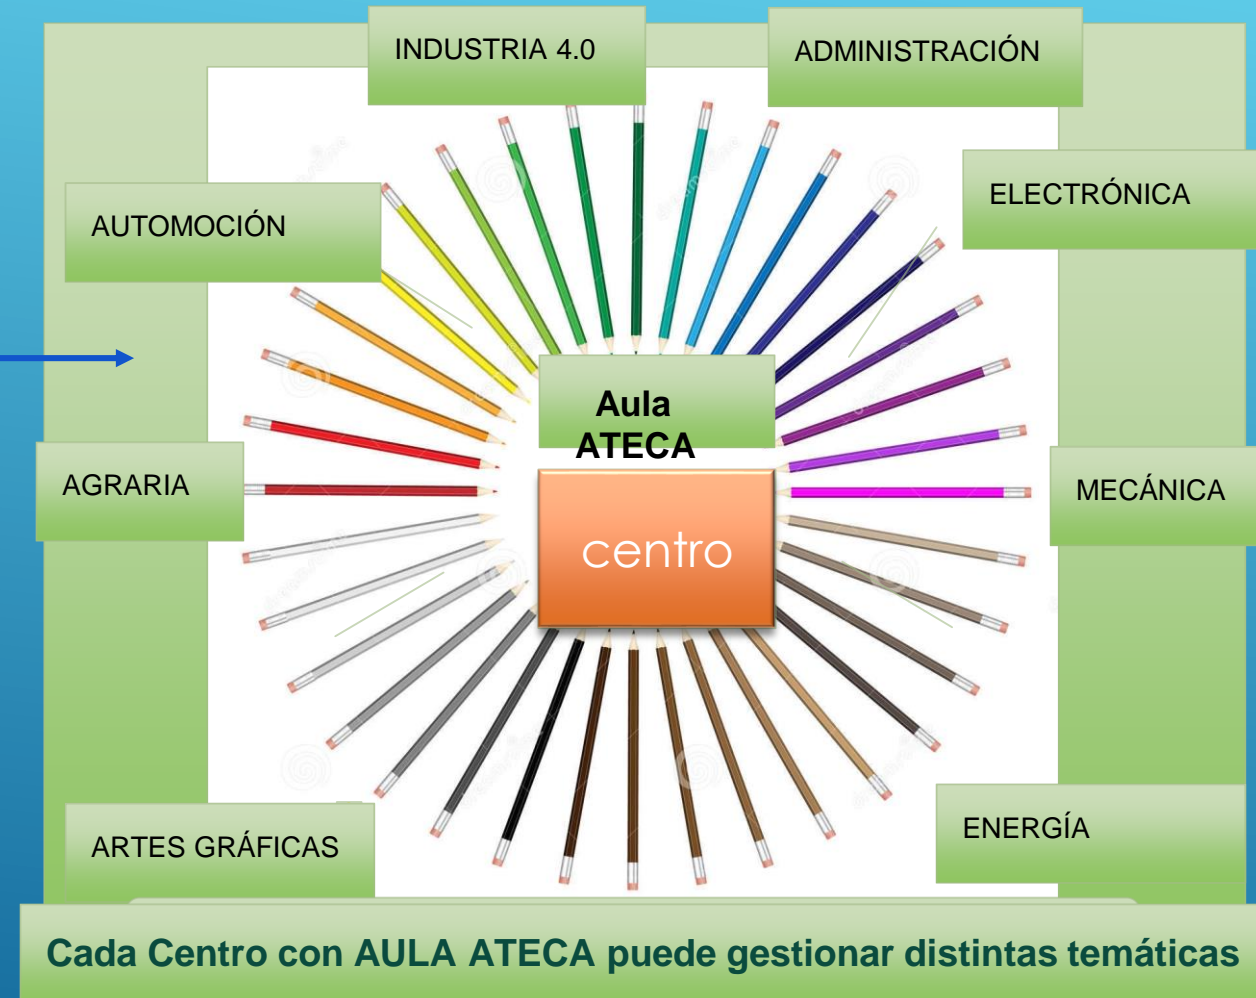 INDUSTRIA 4.0
ADMINISTRACIÓN
ELECTRÓNICA
AUTOMOCIÓN
Aula
ATECA
AGRARIA
MECÁNICA
centro
ARTES GRÁFICAS
ENERGÍA
Cada Centro con AULA ATECA puede gestionar distintas temáticas